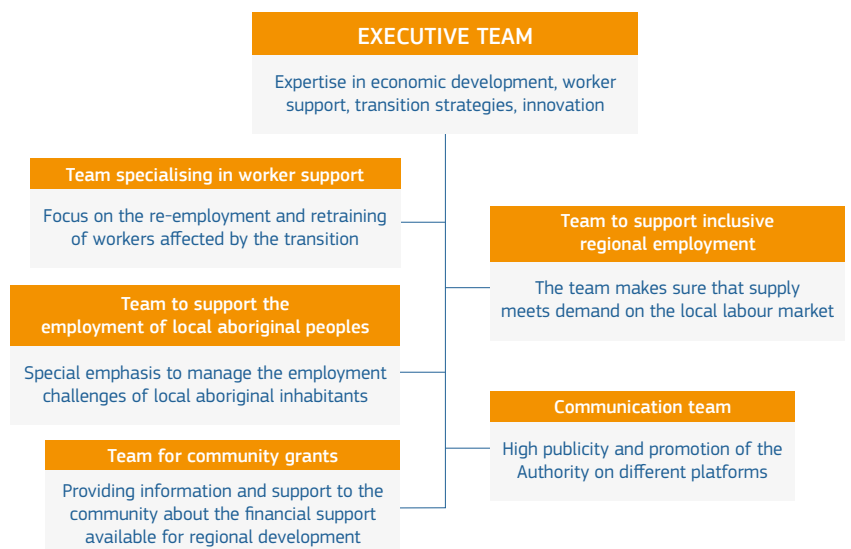 EXECUTIVE TEAM
Expertise in economic development, worker
support, transition strategies, innovation
Team specialising in worker support
Focus on the re-employment and retraining
of workers affected by the transition
Team to support inclusive
regional employment
The team makes sure that supply
meets demand on the local labour market
Team to support the
employment of local aboriginal peoples
Special emphasis to manage the employment
challenges of local aboriginal inhabitants
Communication team
High publicity and promotion of the
Authority on different platforms
Team for community grants
Providing information and support to the
community about the financial support
available for regional development